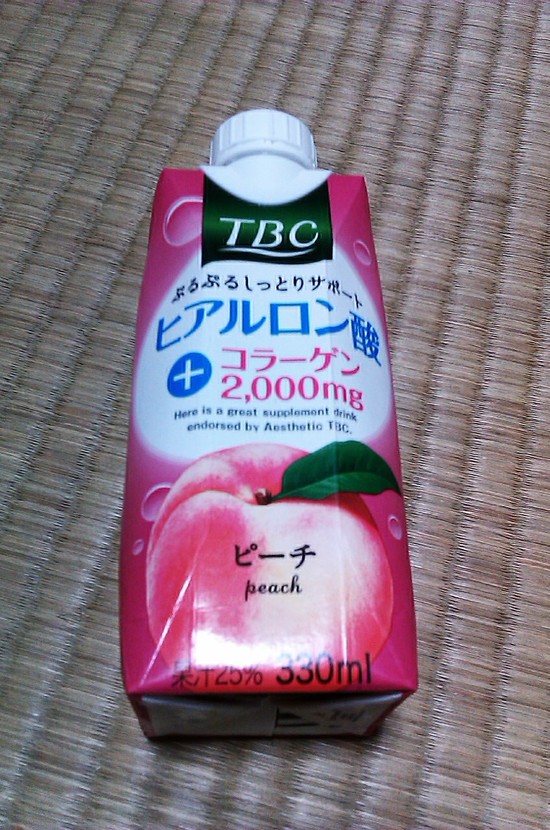 TBC
ぷるぷるしっとりサポート
ヒアルロン酸
+ コラーゲン
2,000mg
Here is a great supplement drink
endorsed by Aesthetic TBC.
ピーチ
peach
果汁25% 330ml